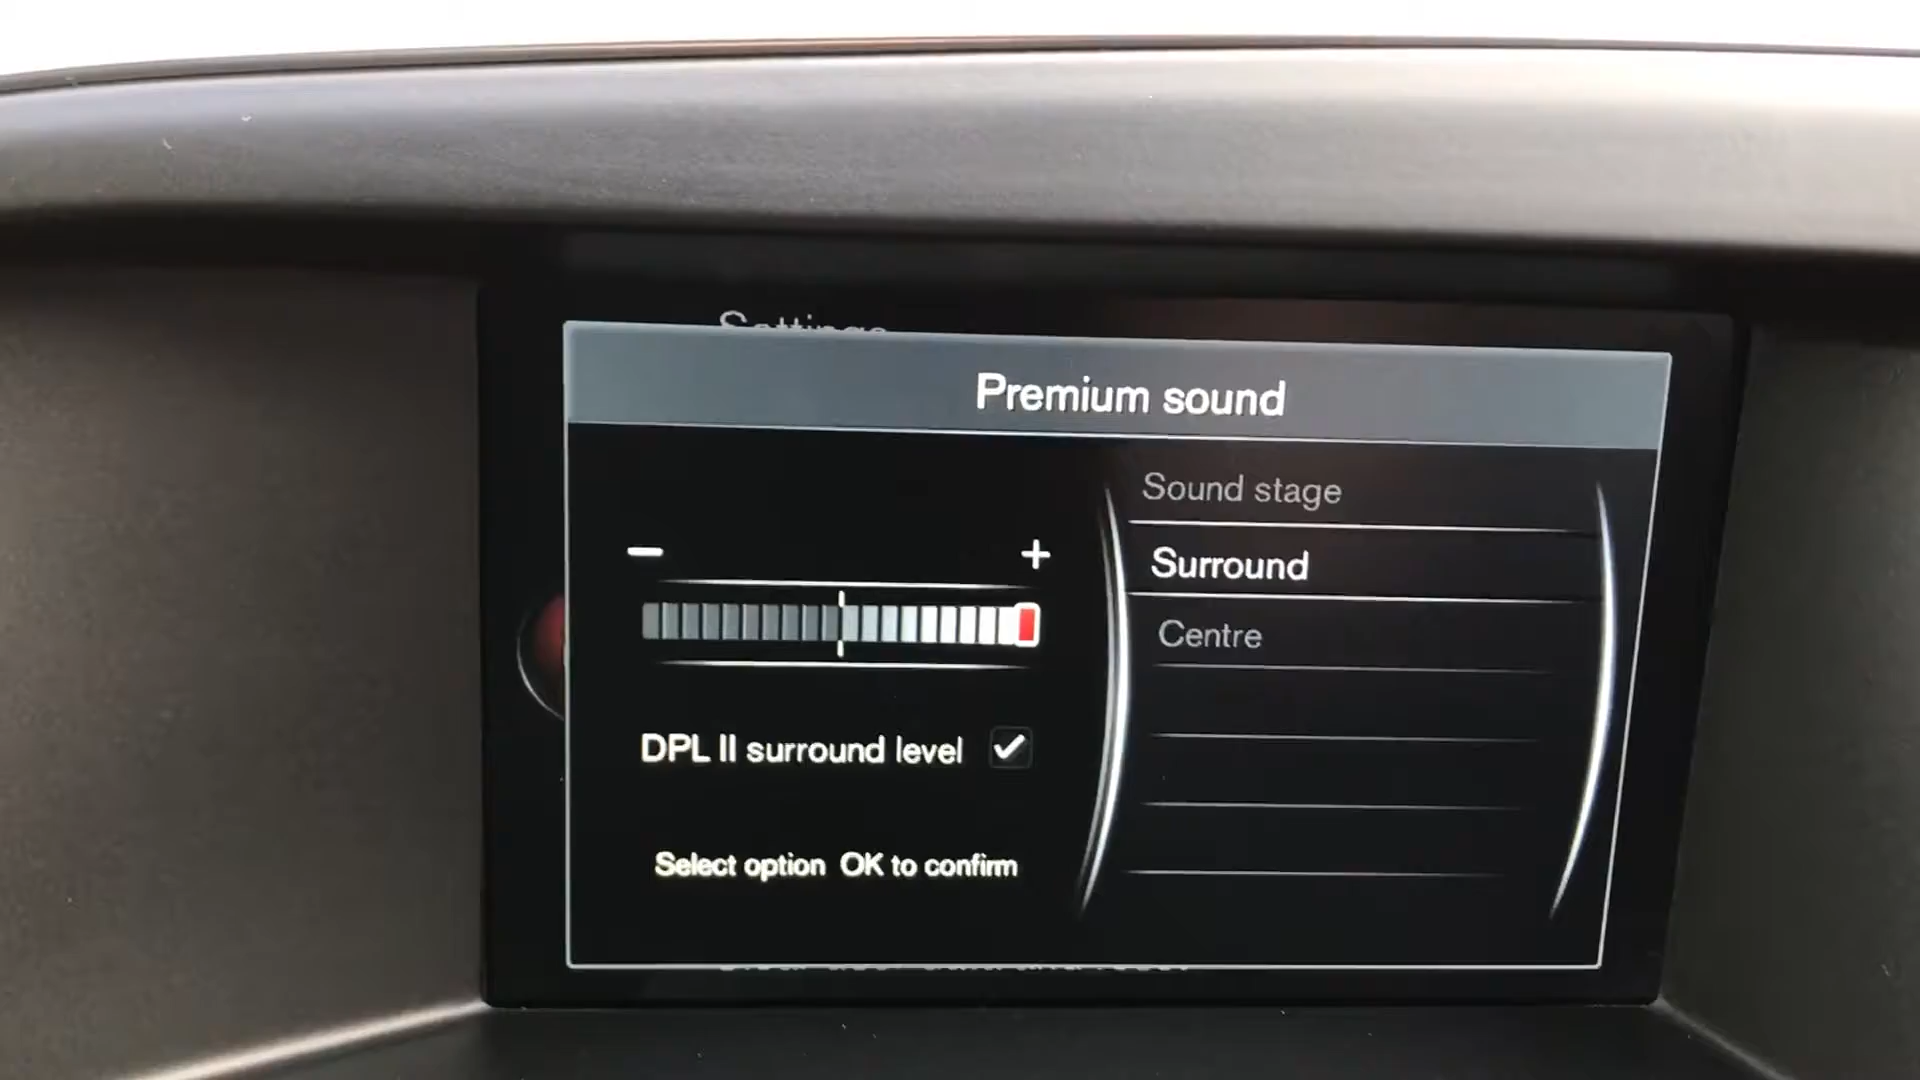 Settings
Premium sound
Sound stage
Surround
Centre
− +
DPL II surround level
Select option OK to confirm